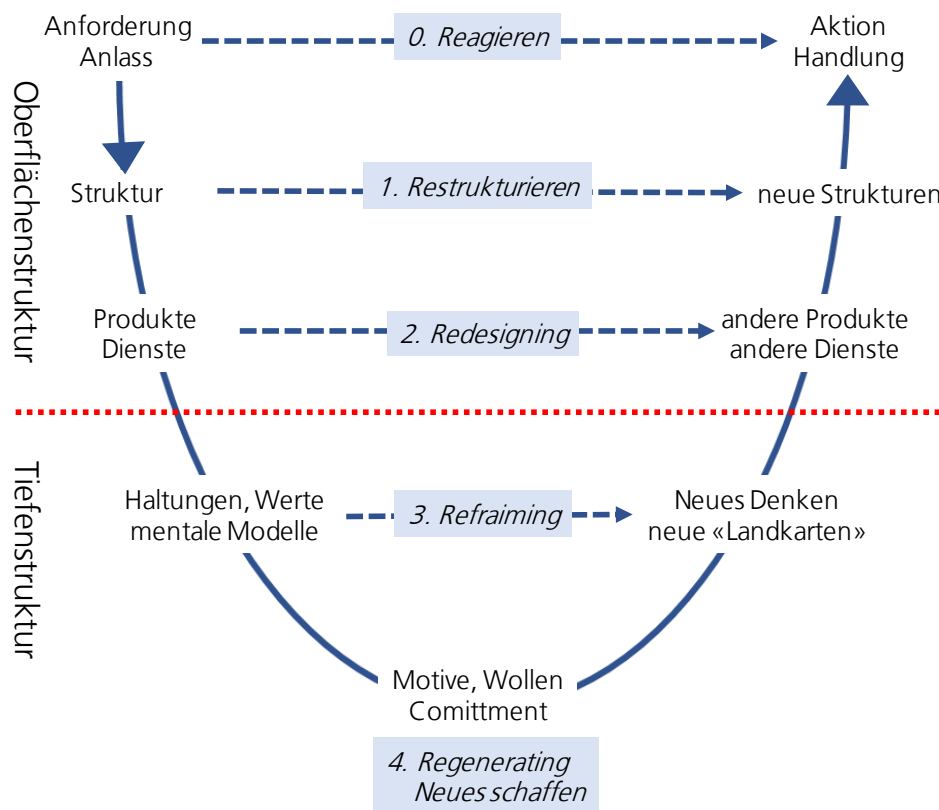 Anforderung
Anlass
0. Reagieren
Aktion
Handlung
Oberflächenstruktur
Struktur
1. Restrukturieren
neue Strukturen
Produkte
Dienste
2. Redesigning
andere Produkte
andere Dienste
Tiefenstruktur
Haltungen, Werte
mentale Modelle
3. Refraiming
Neues Denken
neue «Landkarten»
Motive, Wollen
Comittment
4. Regenerating
Neues schaffen